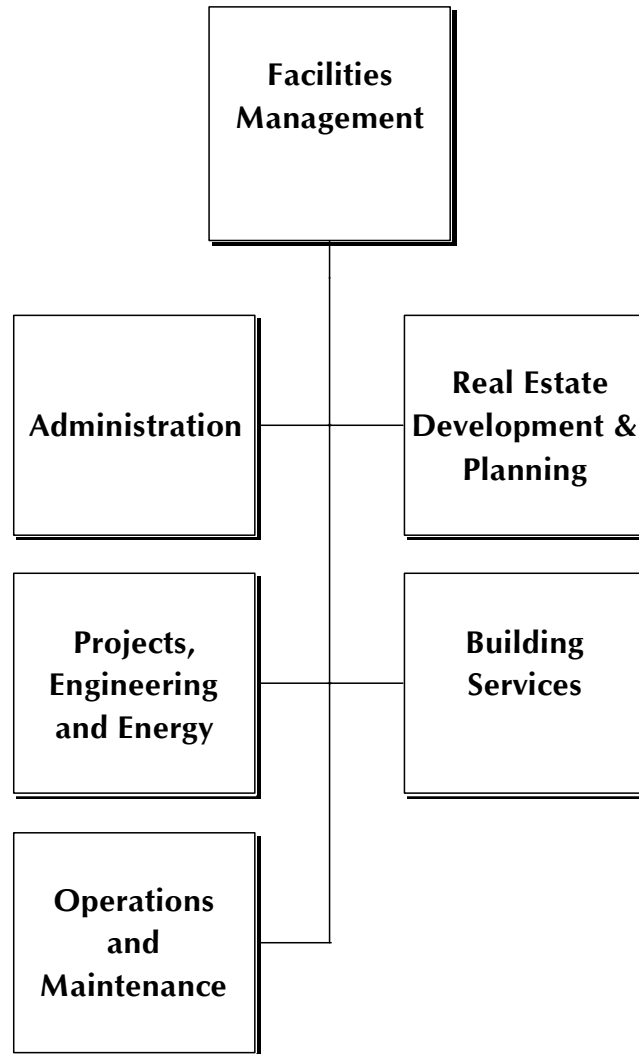 Facilities
Management
Administration
Real Estate
Development &
Planning
Projects,
Engineering
and Energy
Building
Services
Operations
and
Maintenance